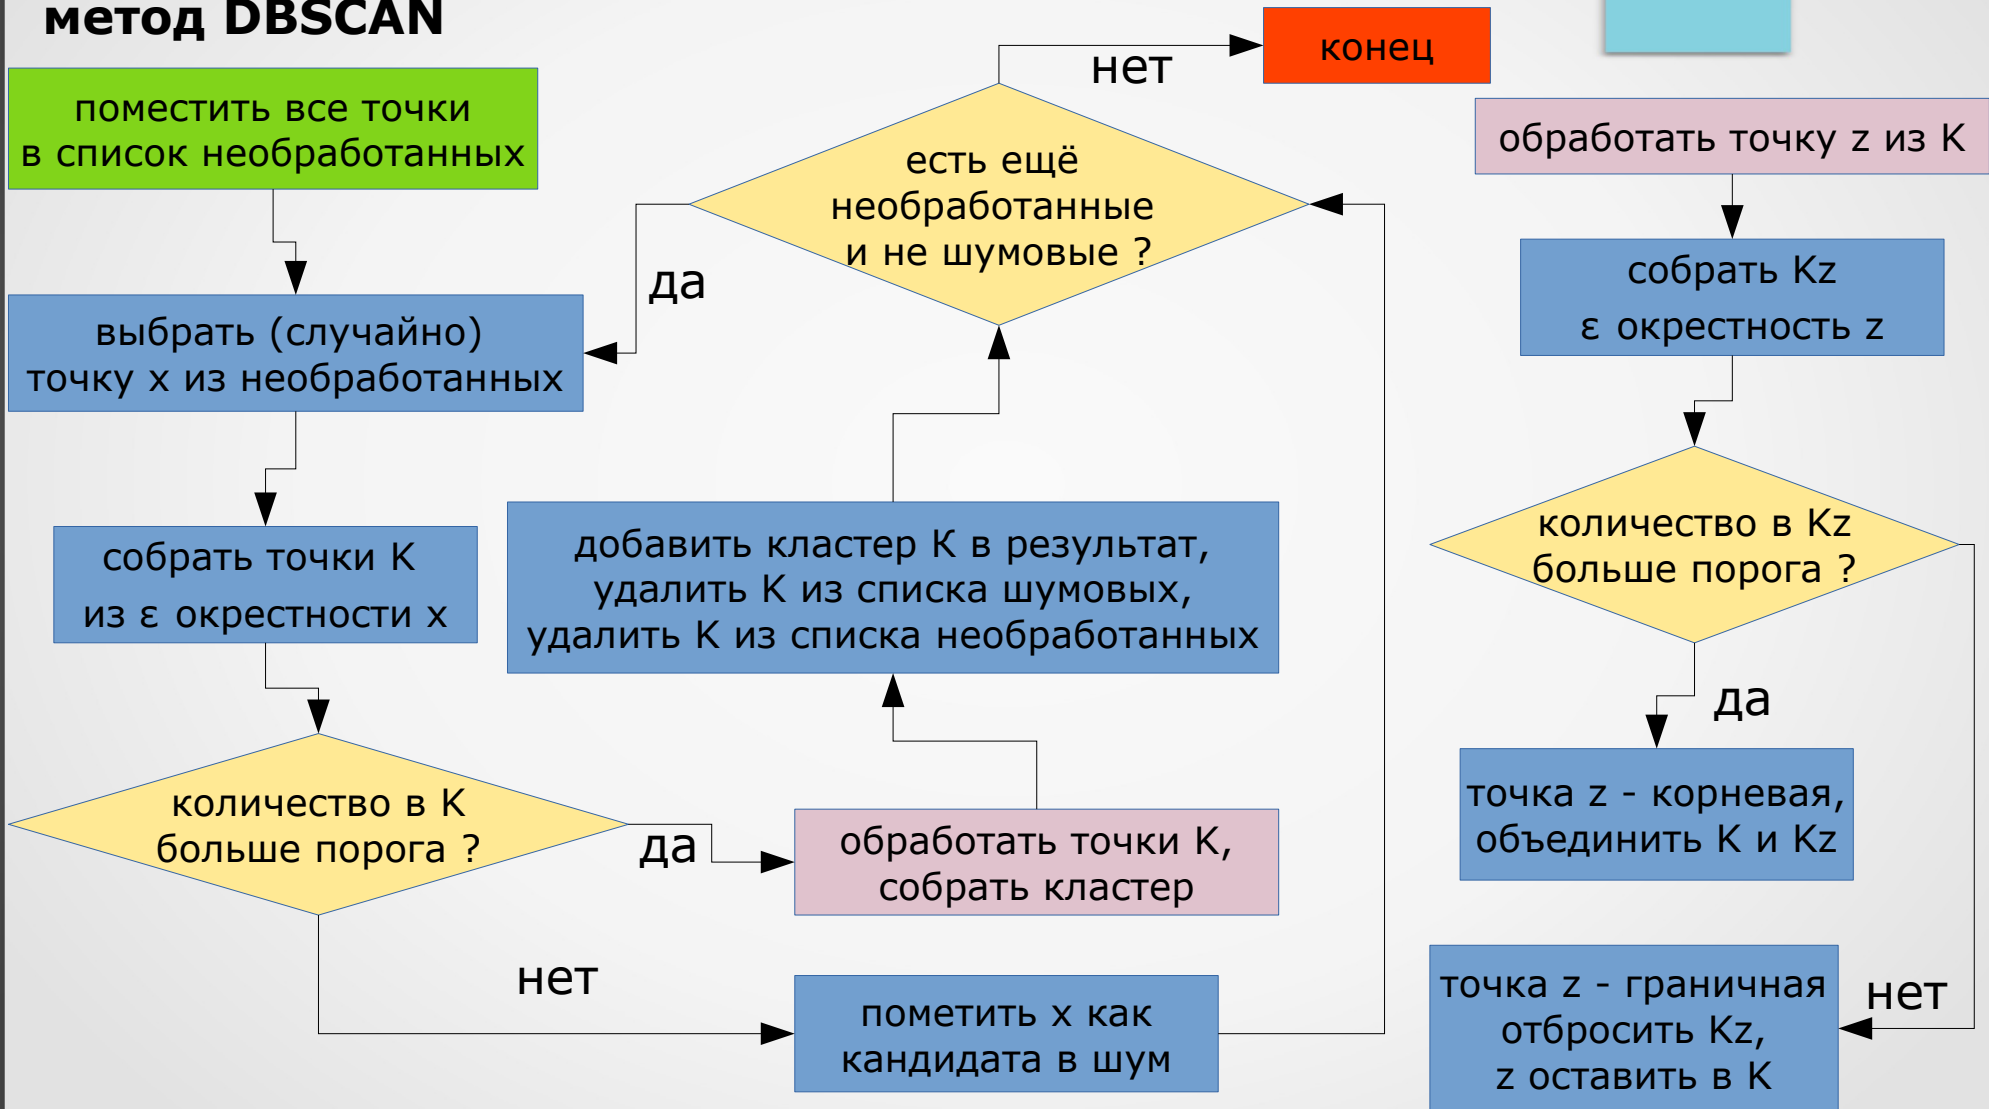 метод DBSCAN
поместить все точки
в список необработанных
выбрать (случайно)
точку x из необработанных
собрать точки K
из ε окрестности x
количество в K
больше порога ?
да
нет
обработать точки K,
собрать кластер
пометить x как
кандидата в шум
добавить кластер K в результат,
удалить K из списка шумовых,
удалить K из списка необработанных
есть ещё
необработанные
и не шумовые ?
да
нет
конец
обработать точку z из K
собрать Kz
ε окрестность z
количество в Kz
больше порога ?
да
точка z - корневая,
объединить K и Kz
нет
точка z - граничная
отбросить Kz,
z оставить в K